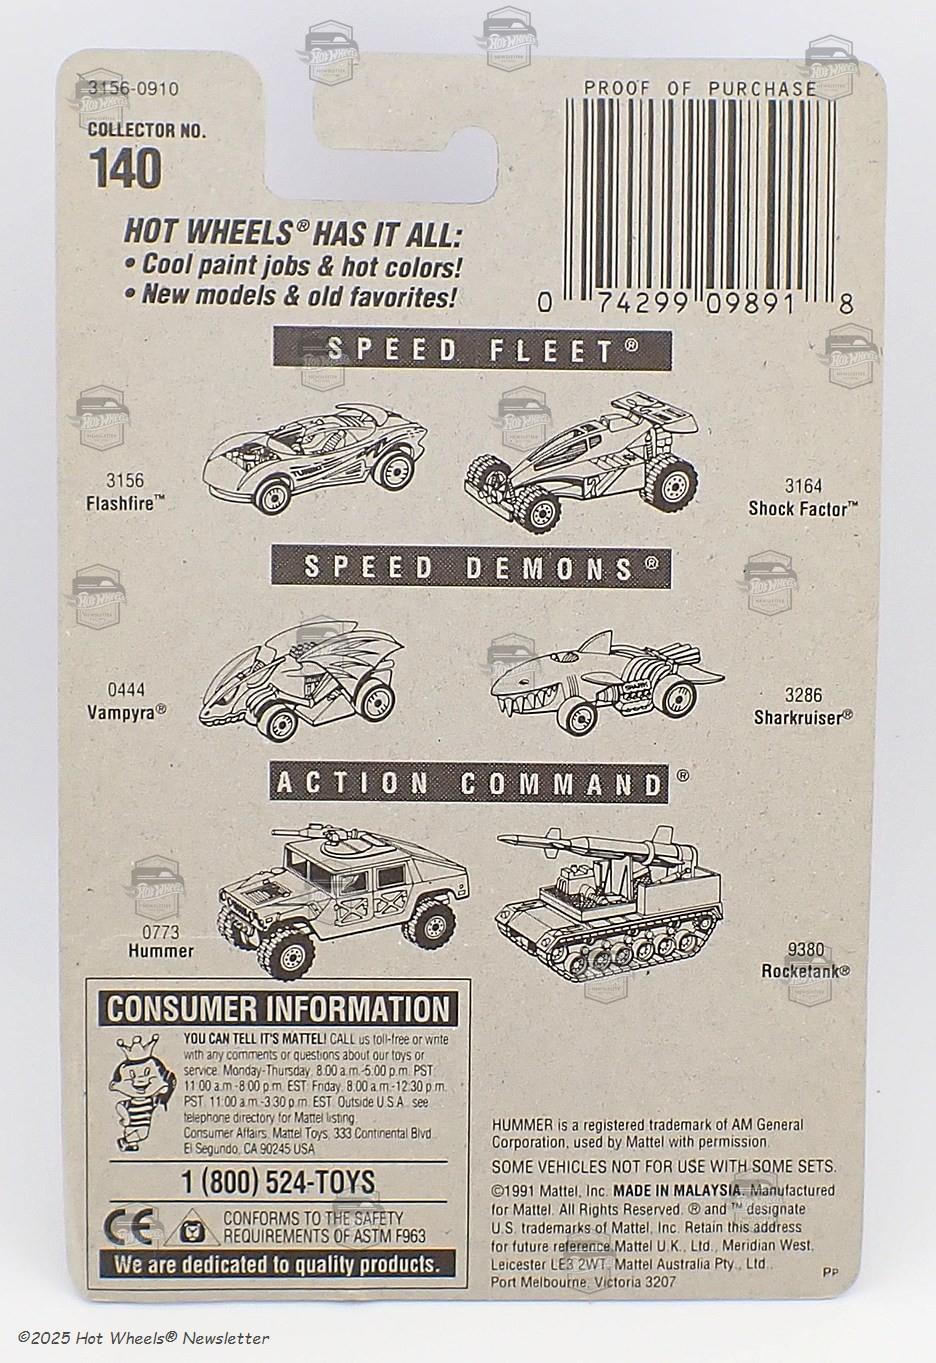 3156-0910
PROOF OF PURCHASE
COLLECTOR NO.
140
HOT WHEELS® HAS IT ALL:
• Cool paint jobs & hot colors!
• New models & old favorites!
0 74299 09891 8
SPEED FLEET®
3156
Flashfire™
TURBO
3164
Shock Factor™
SPEED DEMONS®
0444
Vampyra®
SHARK
3286
Sharkruiser®
ACTION COMMAND®
0773
Hummer
9380
Rocketank®
CONSUMER INFORMATION
YOU CAN TELL IT'S MATTEL! CALL us toll-free or write
with any comments or questions about our toys or
service. Monday-Thursday, 8:00 a.m.-5:00 p.m. PST:
11:00 a.m.-8:00 p.m. EST: Friday, 8:00 a.m.-12:30 p.m.
PST, 11:00 a.m.-3:30 p.m. EST. Outside U.S.A., see
telephone directory for Mattel listing.
Consumer Affairs, Mattel Toys, 333 Continental Blvd.,
El Segundo, CA 90245 USA
1 (800) 524-TOYS
CE
CONFORMS TO THE SAFETY
REQUIREMENTS OF ASTM F963
We are dedicated to quality products.
HUMMER is a registered trademark of AM General
Corporation, used by Mattel with permission.
SOME VEHICLES NOT FOR USE WITH SOME SETS.
©1991 Mattel, Inc. MADE IN MALAYSIA. Manufactured
for Mattel. All Rights Reserved. ® and ™ designate
U.S. trademarks of Mattel, Inc. Retain this address
for future reference. Mattel U.K., Ltd., Meridian West,
Leicester LE3 2WT. Mattel Australia Pty., Ltd.,
Port Melbourne, Victoria 3207
PP
©2025 Hot Wheels® Newsletter